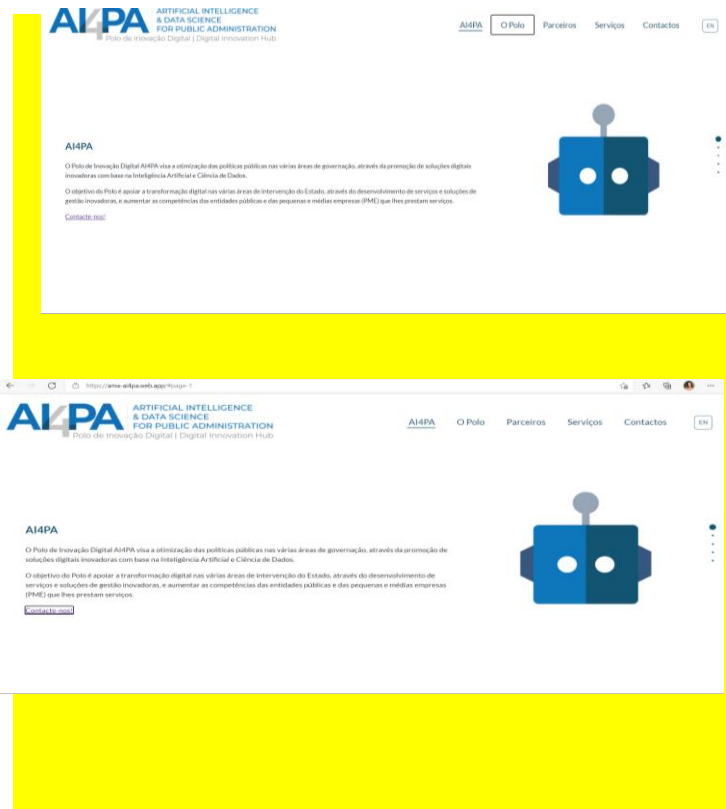 AI4PA
ARTIFICIAL INTELLIGENCE
& DATA SCIENCE
FOR PUBLIC ADMINISTRATION
Polo de Inovação Digital | Digital Innovation Hub
AI4PA O Polo Parceiros Serviços Contactos EN
AI4PA
O Polo de Inovação Digital AI4PA visa a otimização das políticas públicas nas várias áreas de governação, através da promoção de soluções digitais
inovadoras com base na Inteligência Artificial e Ciência de Dados.
O objetivo do Polo é apoiar a transformação digital nas várias áreas de intervenção do Estado, através do desenvolvimento de serviços e soluções de
gestão inovadoras, e aumentar as competências das entidades públicas e das pequenas e médias empresas (PME) que lhes prestam serviços.
Contacte-nos!
https://ama-ai4pa.web.app/#page-1
AI4PA
ARTIFICIAL INTELLIGENCE
& DATA SCIENCE
FOR PUBLIC ADMINISTRATION
Polo de Inovação Digital | Digital Innovation Hub
AI4PA O Polo Parceiros Serviços Contactos EN
AI4PA
O Polo de Inovação Digital AI4PA visa a otimização das políticas públicas nas várias áreas de governação, através da promoção de
soluções digitais inovadoras com base na Inteligência Artificial e Ciência de Dados.
O objetivo do Polo é apoiar a transformação digital nas várias áreas de intervenção do Estado, através do desenvolvimento de
serviços e soluções de gestão inovadoras, e aumentar as competências das entidades públicas e das pequenas e médias empresas
(PME) que lhes prestam serviços.
Contacte-nos!